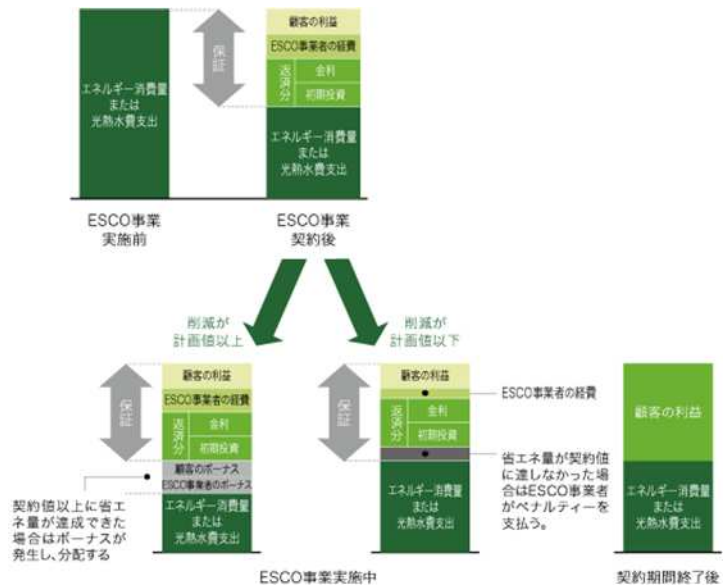 エネルギー消費量
または
光熱水費支出
保証
顧客の利益
ESCO事業者の経費
返済分
金利
初期投資
エネルギー消費量
または
光熱水費支出
ESCO事業
実施前
ESCO事業
契約後
削減が
計画値以上
削減が
計画値以下
保証
顧客の利益
ESCO事業者の経費
返済分
金利
初期投資
顧客のボーナス
ESCO事業者のボーナス
エネルギー消費量
または
光熱水費支出
契約値以上に省エ
ネ量が達成できた
場合はボーナスが
発生し、分配する
保証
顧客の利益
返済分
金利
初期投資
エネルギー消費量
または
光熱水費支出
ESCO事業者の経費
省エネ量が契約値
に達しなかった場
合はESCO事業者
がペナルティーを
支払う。
顧客の利益
エネルギー消費量
または
光熱水費支出
ESCO事業実施中
契約期間終了後